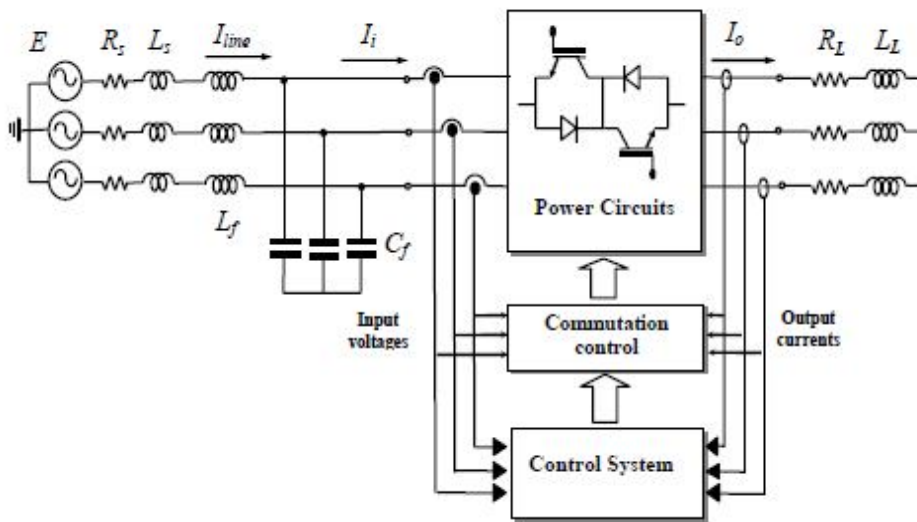 E R_s L_s I_line I_i I_o R_L L_L
L_f
C_f
Power Circuits
Input
voltages
Commutation
control
Output
currents
Control System